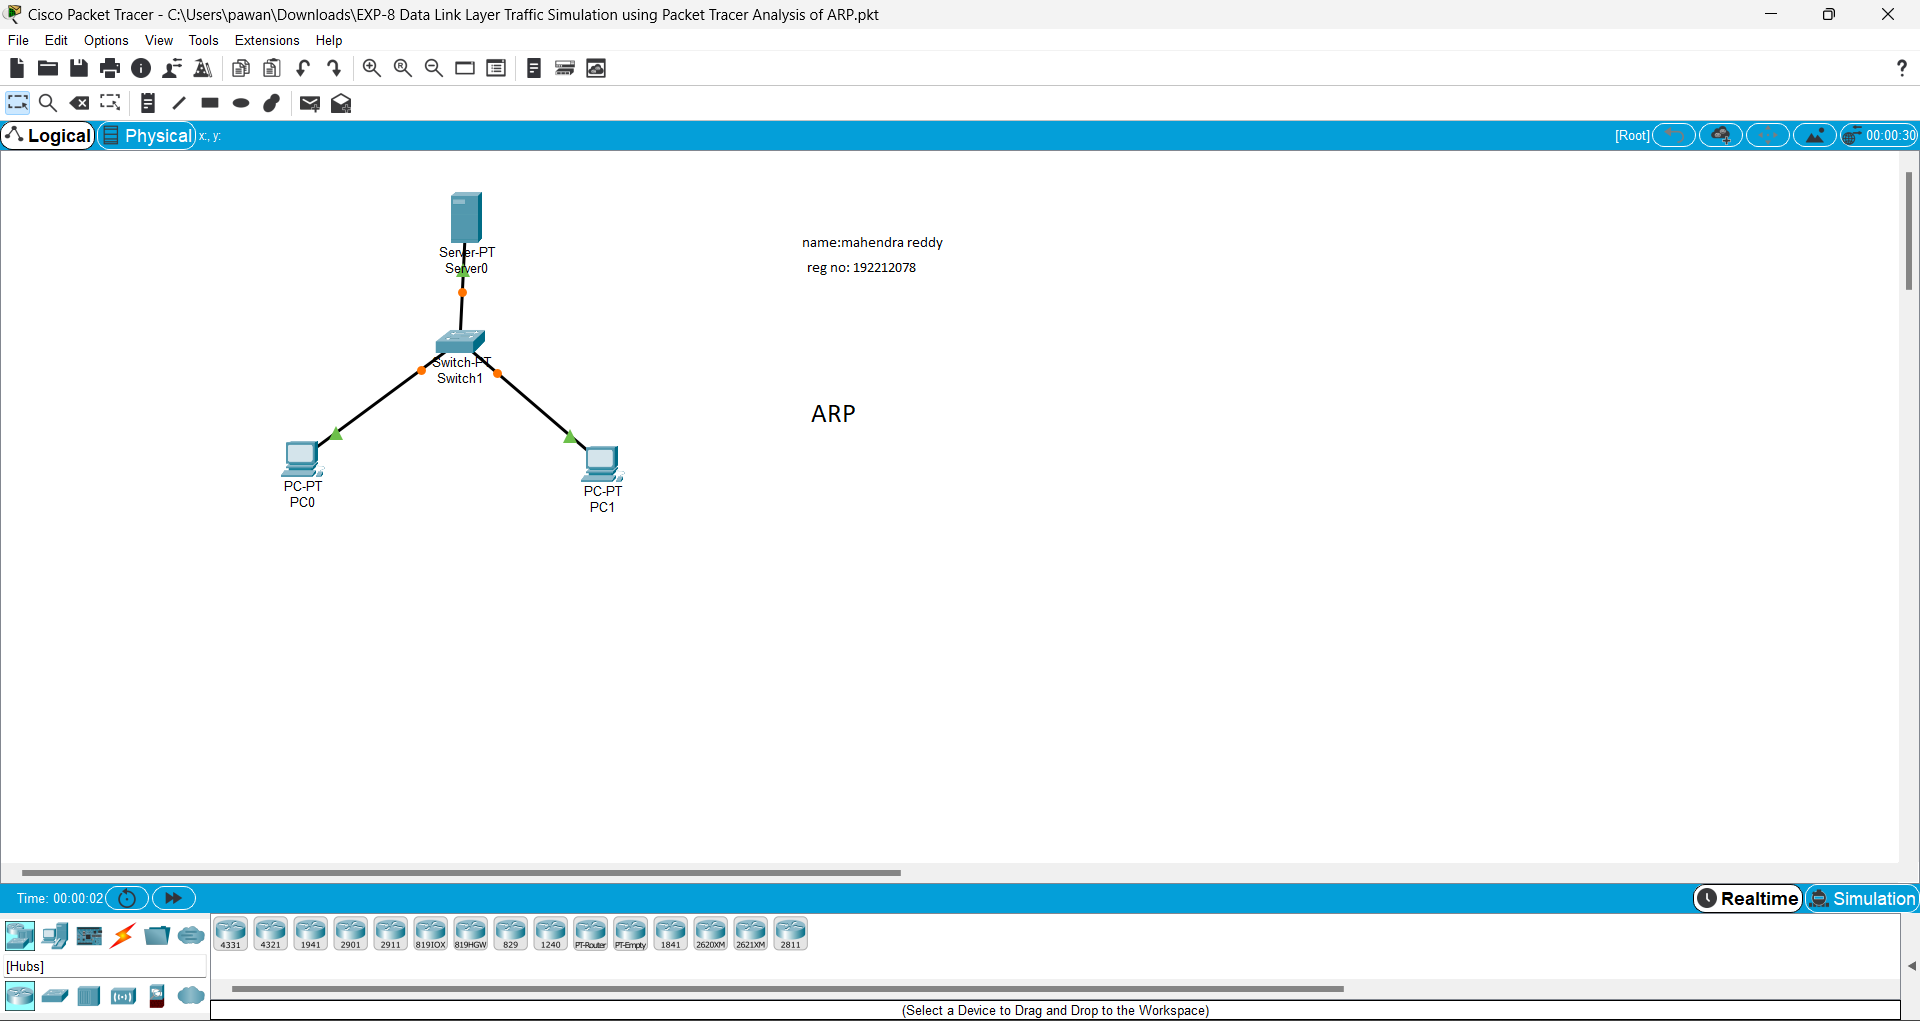 Cisco Packet Tracer - C:\Users\pawan\Downloads\EXP-8 Data Link Layer Traffic Simulation using Packet Tracer Analysis of ARP.pkt
File Edit Options View Tools Extensions Help
?
Logical Physical x:, y: [Root] 00:00:30
Server-PT
Server0
name:mahendra reddy
reg no: 192212078
Switch-PT
Switch1
ARP
PC-PT
PC0
PC-PT
PC1
Time: 00:00:02 Realtime Simulation
4331 4321 1941 2901 2911 819IOX 819HGW 829 1240 PT-Router PT-Empty 1841 2620XM 2621XM 2811
[Hubs]
(Select a Device to Drag and Drop to the Workspace)